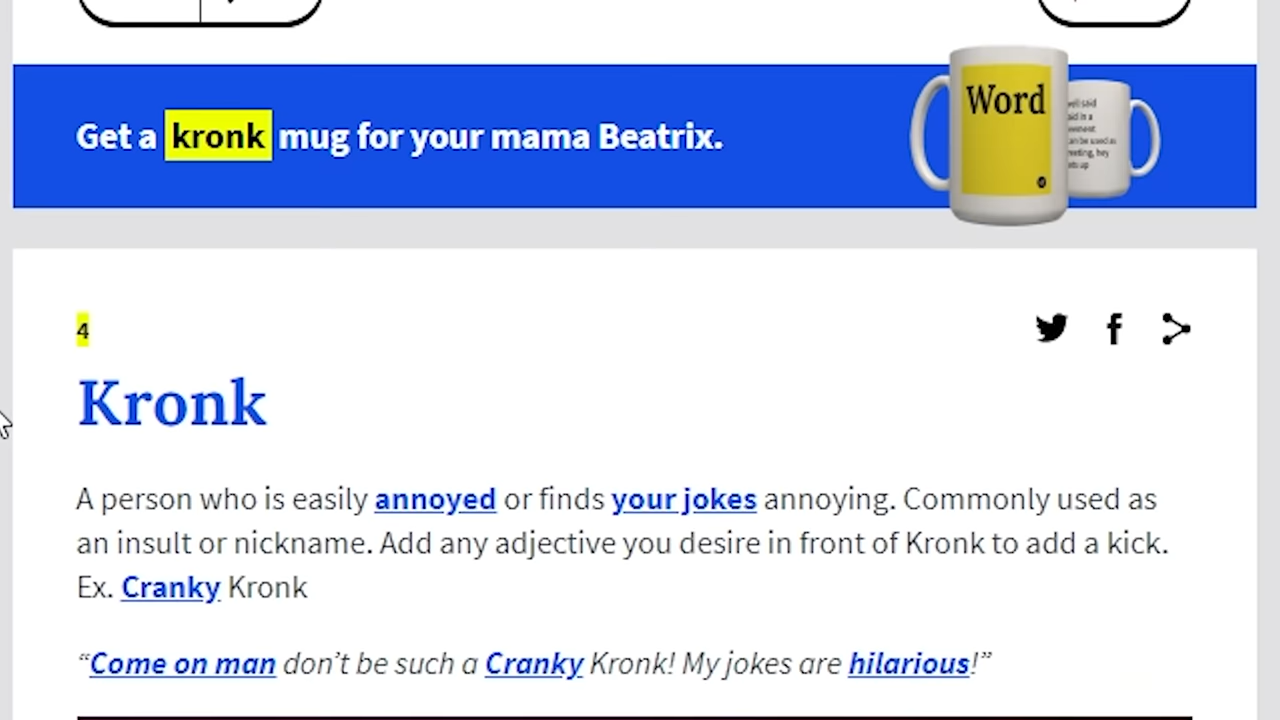 Get a kronk mug for your mama Beatrix.
Word
4
Kronk
A person who is easily annoyed or finds your jokes annoying. Commonly used as
an insult or nickname. Add any adjective you desire in front of Kronk to add a kick.
Ex. Cranky Kronk
“Come on man don’t be such a Cranky Kronk! My jokes are hilarious!”